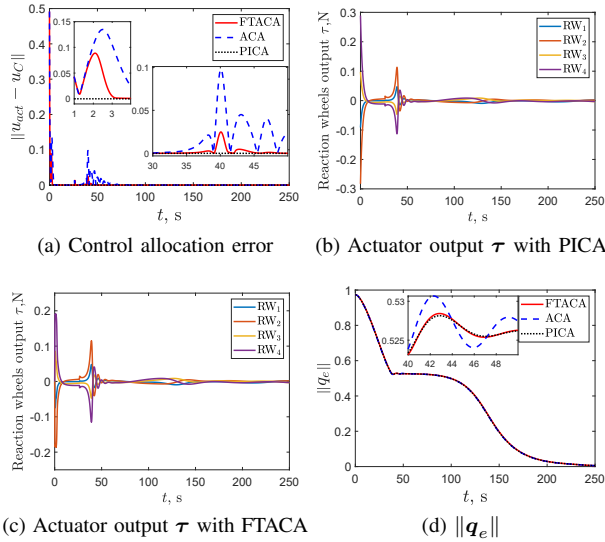 ||u_act − u_C||
0.5
0.4
0.3
0.2
0.1
0
0.15
0.1
0.05
0
1 2 3 4
FTACA
ACA
PICA
0.1
0.05
0
30 35 40 45
0 50 100 150 200 250
t, s
(a) Control allocation error
Reaction wheels output τ,N
0.3
0.2
0.1
0
-0.1
-0.2
-0.3
RW1
RW2
RW3
RW4
0 50 100 150 200 250
t, s
(b) Actuator output τ with PICA
Reaction wheels output τ,N
0.2
0.1
0
-0.1
-0.2
RW1
RW2
RW3
RW4
0 50 100 150 200 250
t, s
(c) Actuator output τ with FTACA
||q_e||
1
0.8
0.6
0.4
0.2
0
0.53
0.525
40 42 44 46 48
FTACA
ACA
PICA
0 50 100 150 200 250
t, s
(d) ||q_e||